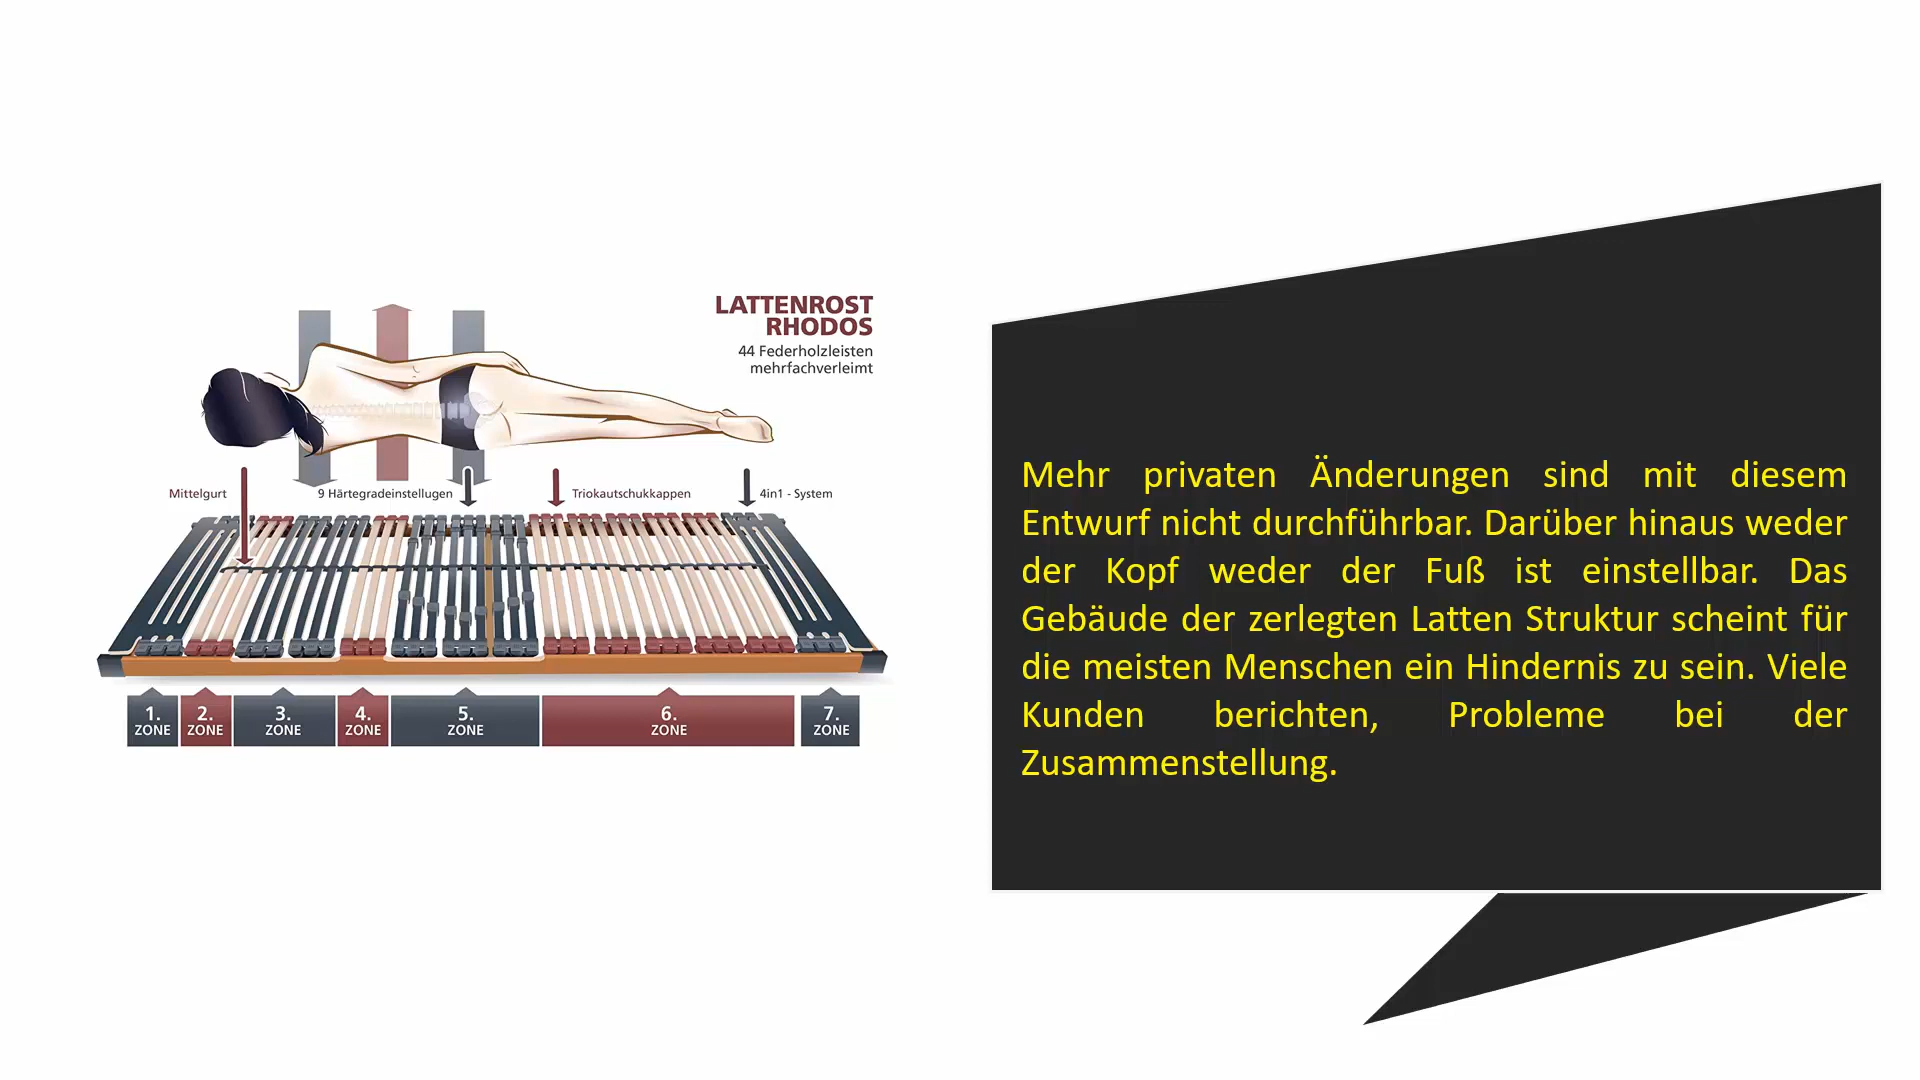 LATTENROST
RHODOS
44 Federholzleisten
mehrfachverleimt
Mittelgurt
9 Härtegradeinstellugen
Triokautschukkappen
4in1 - System
1.
ZONE
2.
ZONE
3.
ZONE
4.
ZONE
5.
ZONE
6.
ZONE
7.
ZONE
Mehr privaten Änderungen sind mit diesem
Entwurf nicht durchführbar. Darüber hinaus weder
der Kopf weder der Fuß ist einstellbar. Das
Gebäude der zerlegten Latten Struktur scheint für
die meisten Menschen ein Hindernis zu sein. Viele
Kunden berichten, Probleme bei der
Zusammenstellung.